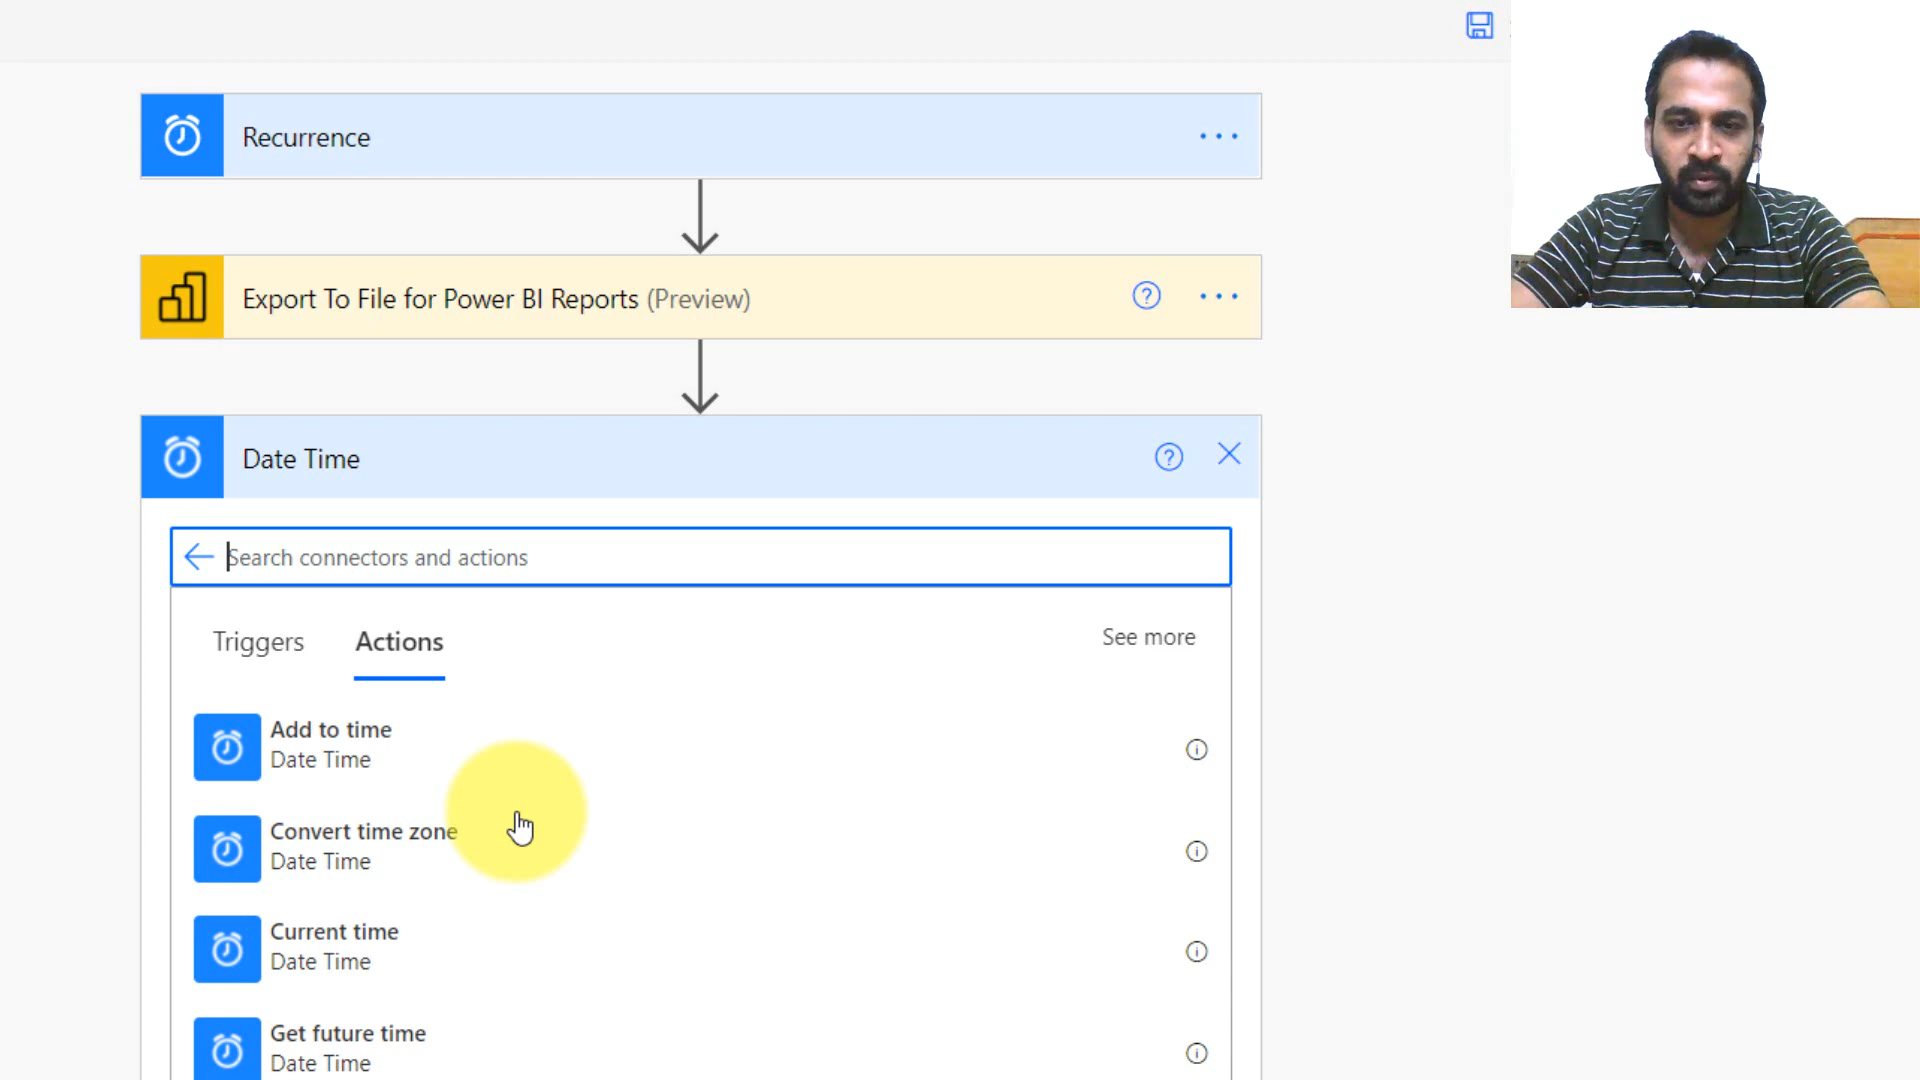 Recurrence
Export To File for Power BI Reports (Preview)
Date Time
Search connectors and actions
Triggers
Actions
See more
Add to time
Date Time
Convert time zone
Date Time
Current time
Date Time
Get future time
Date Time